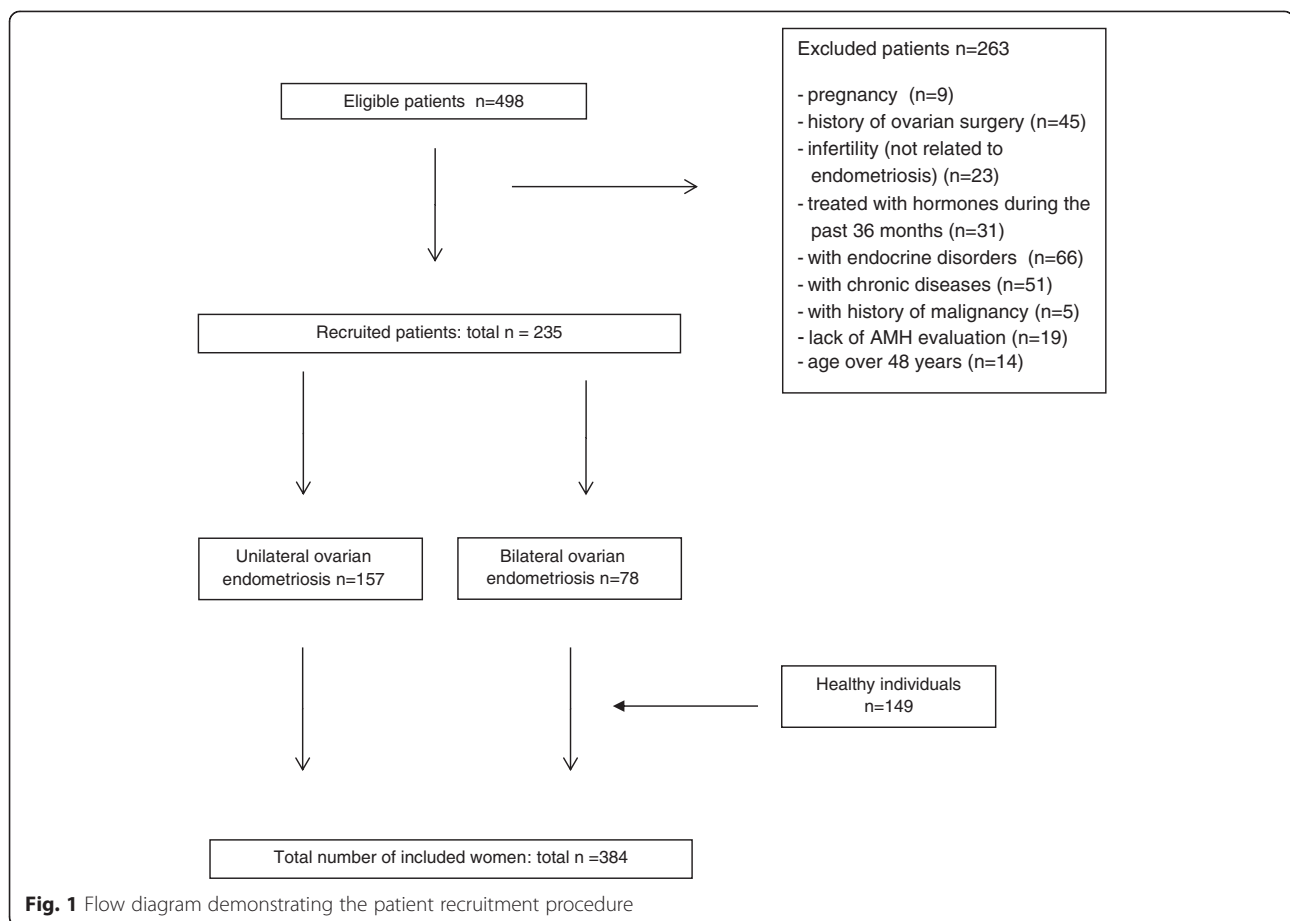 Eligible patients n=498
Excluded patients n=263
- pregnancy (n=9)
- history of ovarian surgery (n=45)
- infertility (not related to
endometriosis) (n=23)
- treated with hormones during the
past 36 months (n=31)
- with endocrine disorders (n=66)
- with chronic diseases (n=51)
- with history of malignancy (n=5)
- lack of AMH evaluation (n=19)
- age over 48 years (n=14)
Recruited patients: total n = 235
Unilateral ovarian
endometriosis n=157
Bilateral ovarian
endometriosis n=78
Healthy individuals
n=149
Total number of included women: total n =384
Fig. 1 Flow diagram demonstrating the patient recruitment procedure